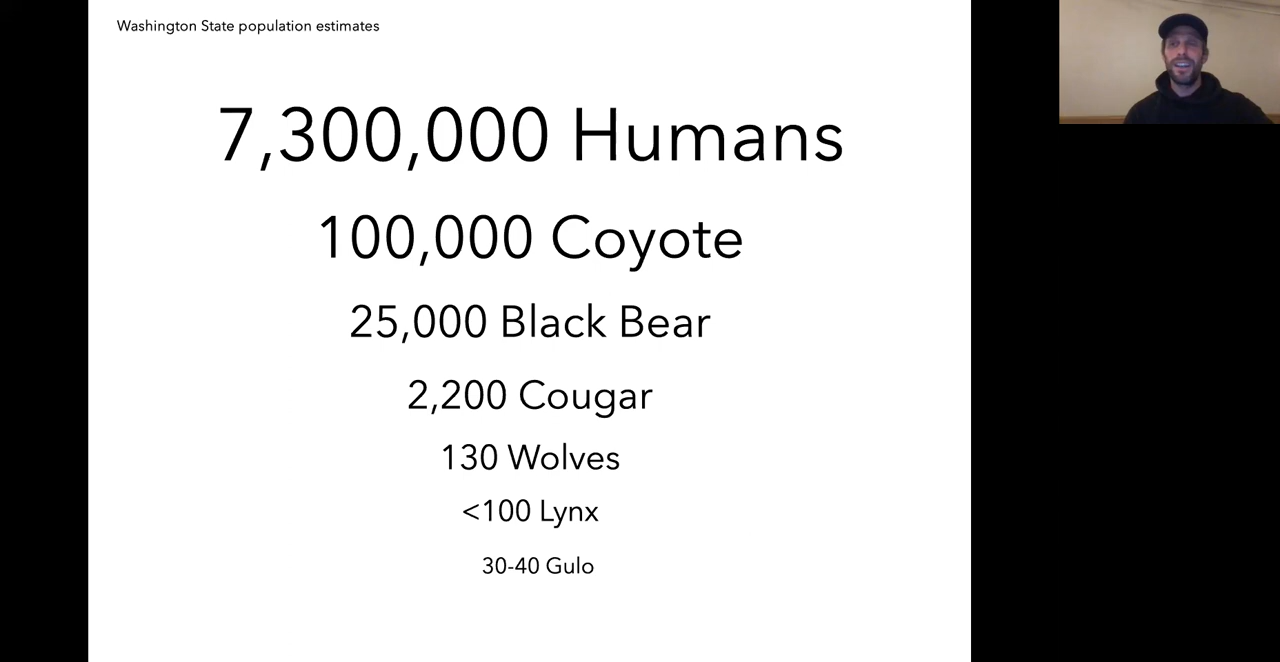 Washington State population estimates
7,300,000 Humans
100,000 Coyote
25,000 Black Bear
2,200 Cougar
130 Wolves
<100 Lynx
30-40 Gulo